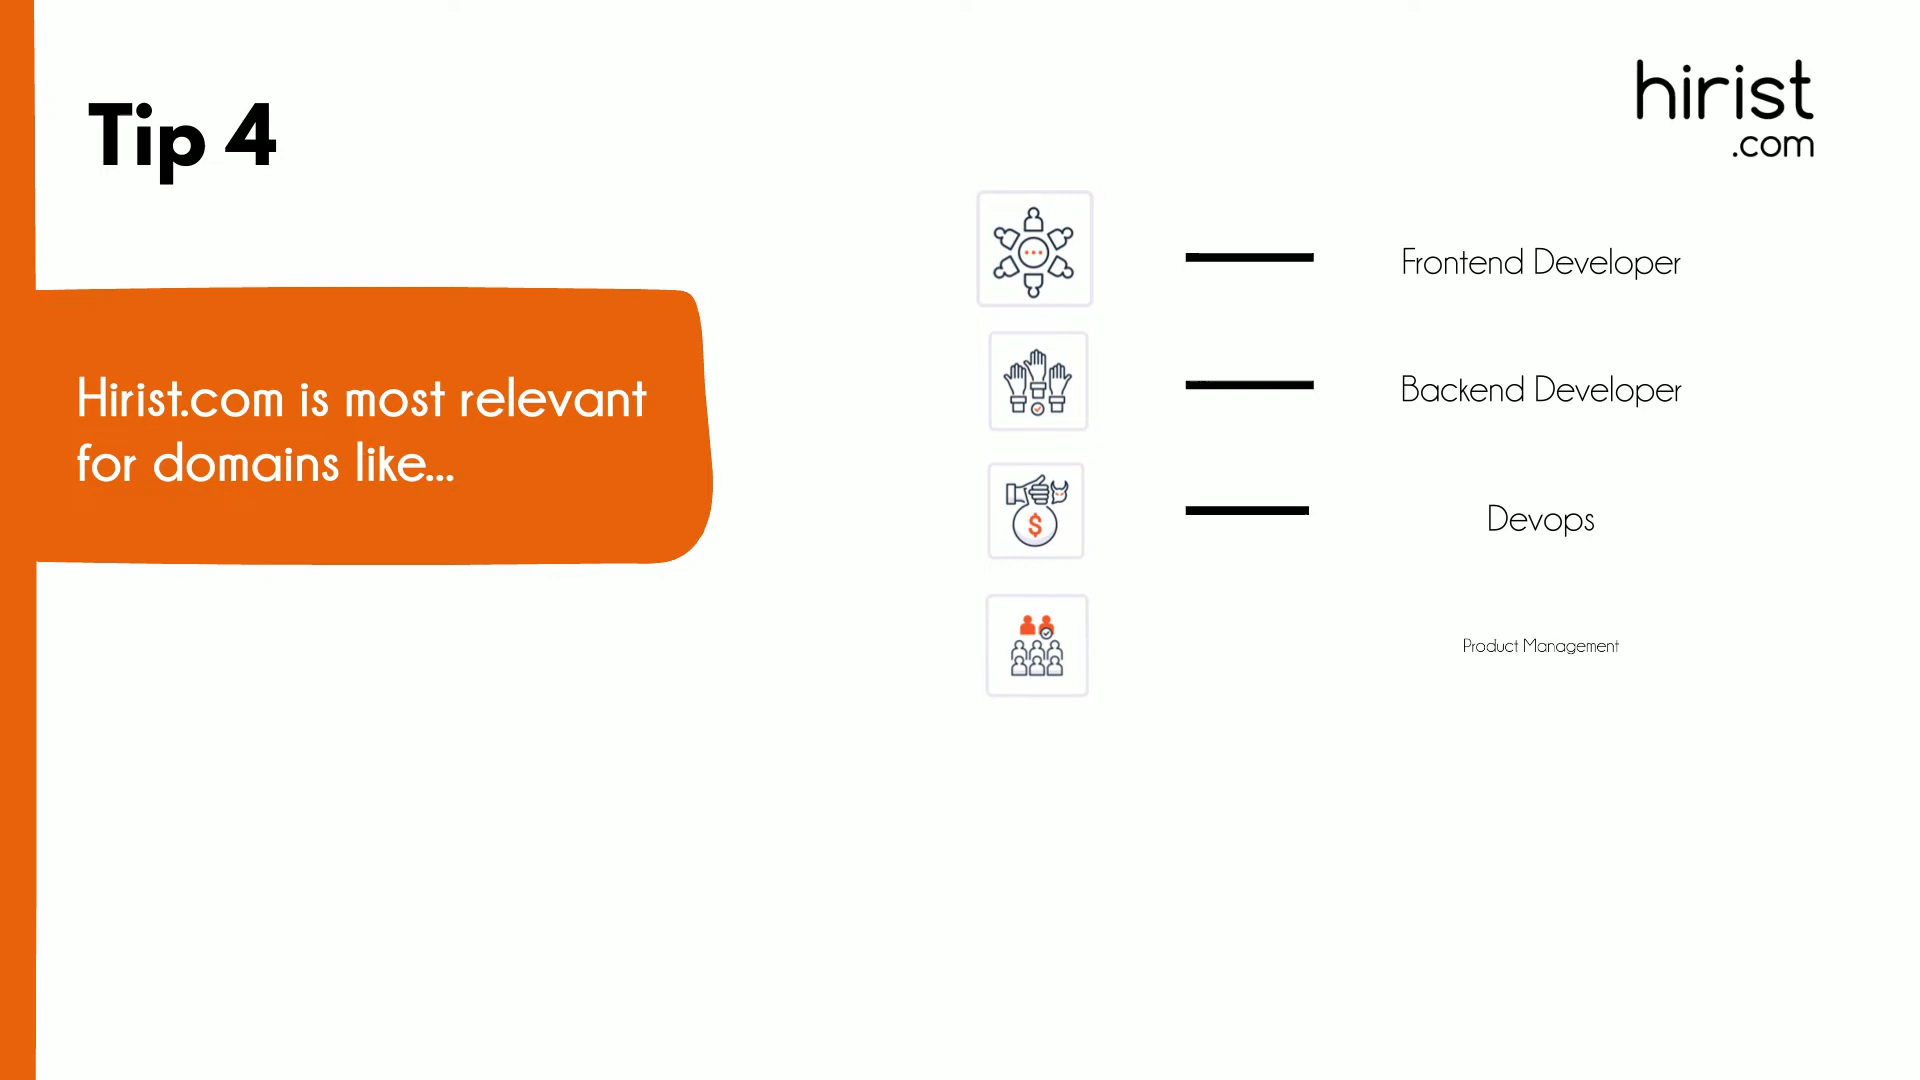 Tip 4
hirist
.com
Hirist.com is most relevant
for domains like...
Frontend Developer
Backend Developer
$
Devops
Product Management